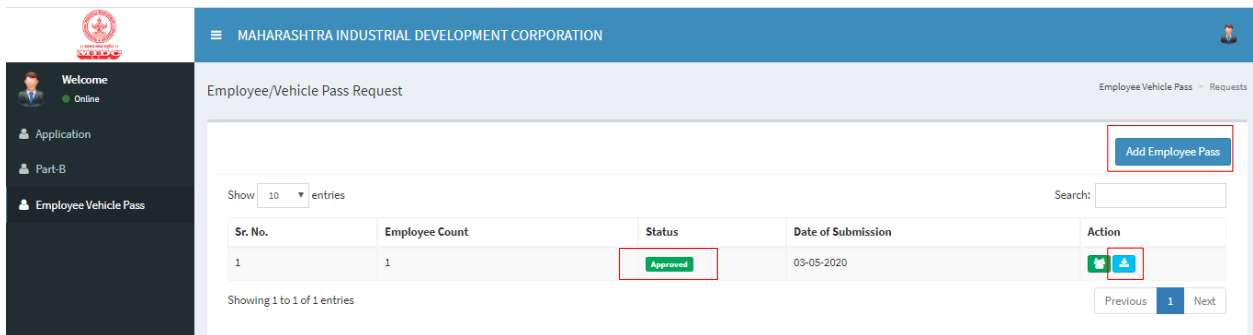 MIDC
MAHARASHTRA INDUSTRIAL DEVELOPMENT CORPORATION
Welcome
Online
Application
Part-B
Employee Vehicle Pass
Employee/Vehicle Pass Request
Employee Vehicle Pass > Requests
Add Employee Pass
Show 10 entries
Search:
Sr. No. Employee Count Status Date of Submission Action
1 1 Approved 03-05-2020
Showing 1 to 1 of 1 entries
Previous 1 Next